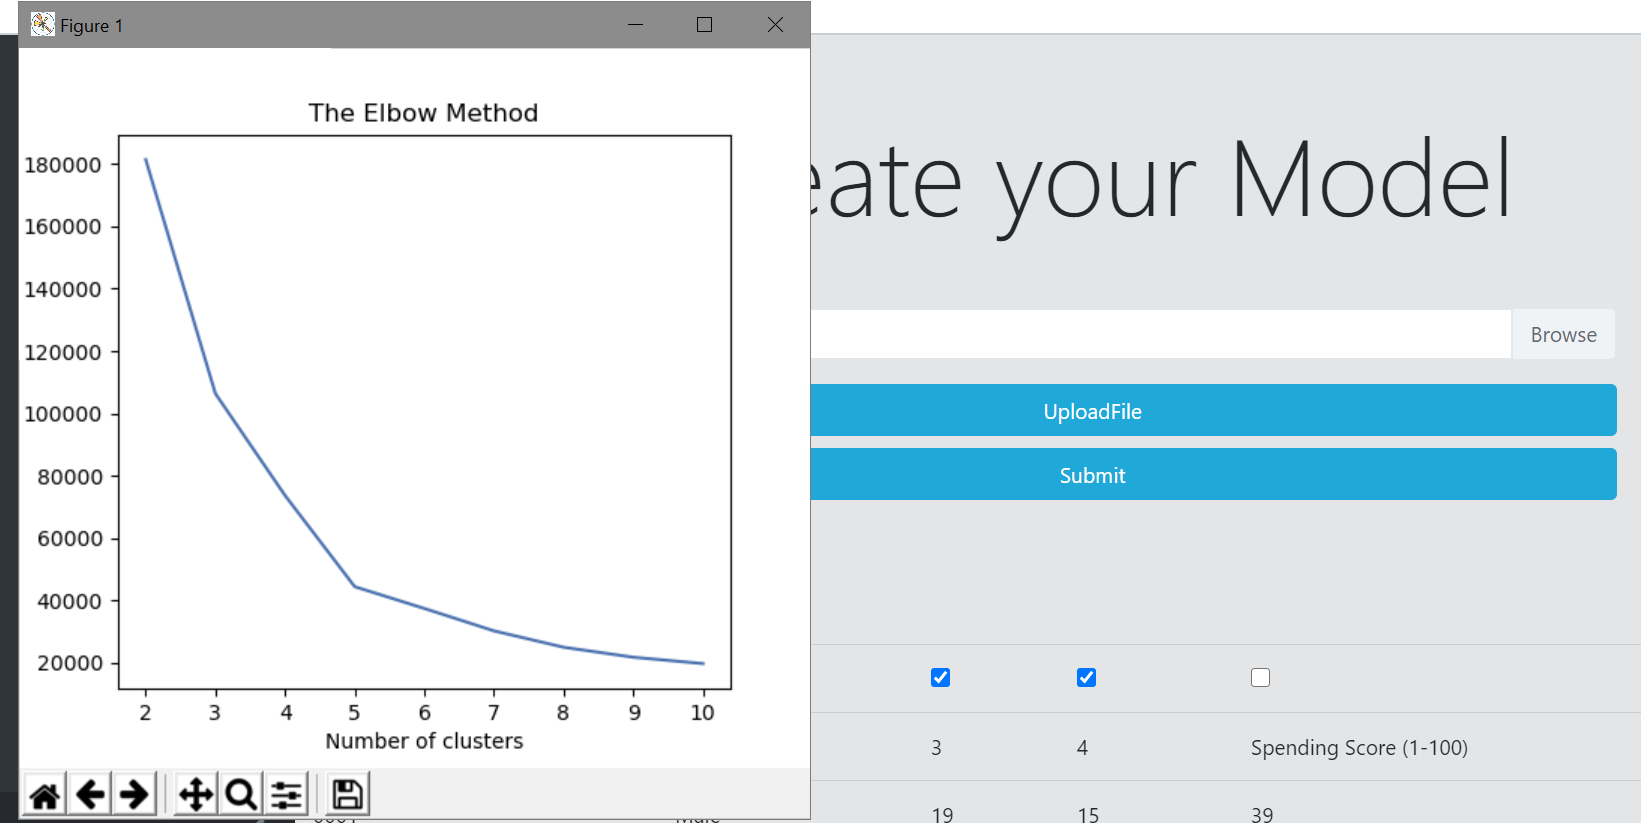 Figure 1
The Elbow Method
180000
160000
140000
120000
100000
80000
60000
40000
20000
2 3 4 5 6 7 8 9 10
Number of clusters
eate your Model
Browse
UploadFile
Submit
3 4 Spending Score (1-100)
19 15 39